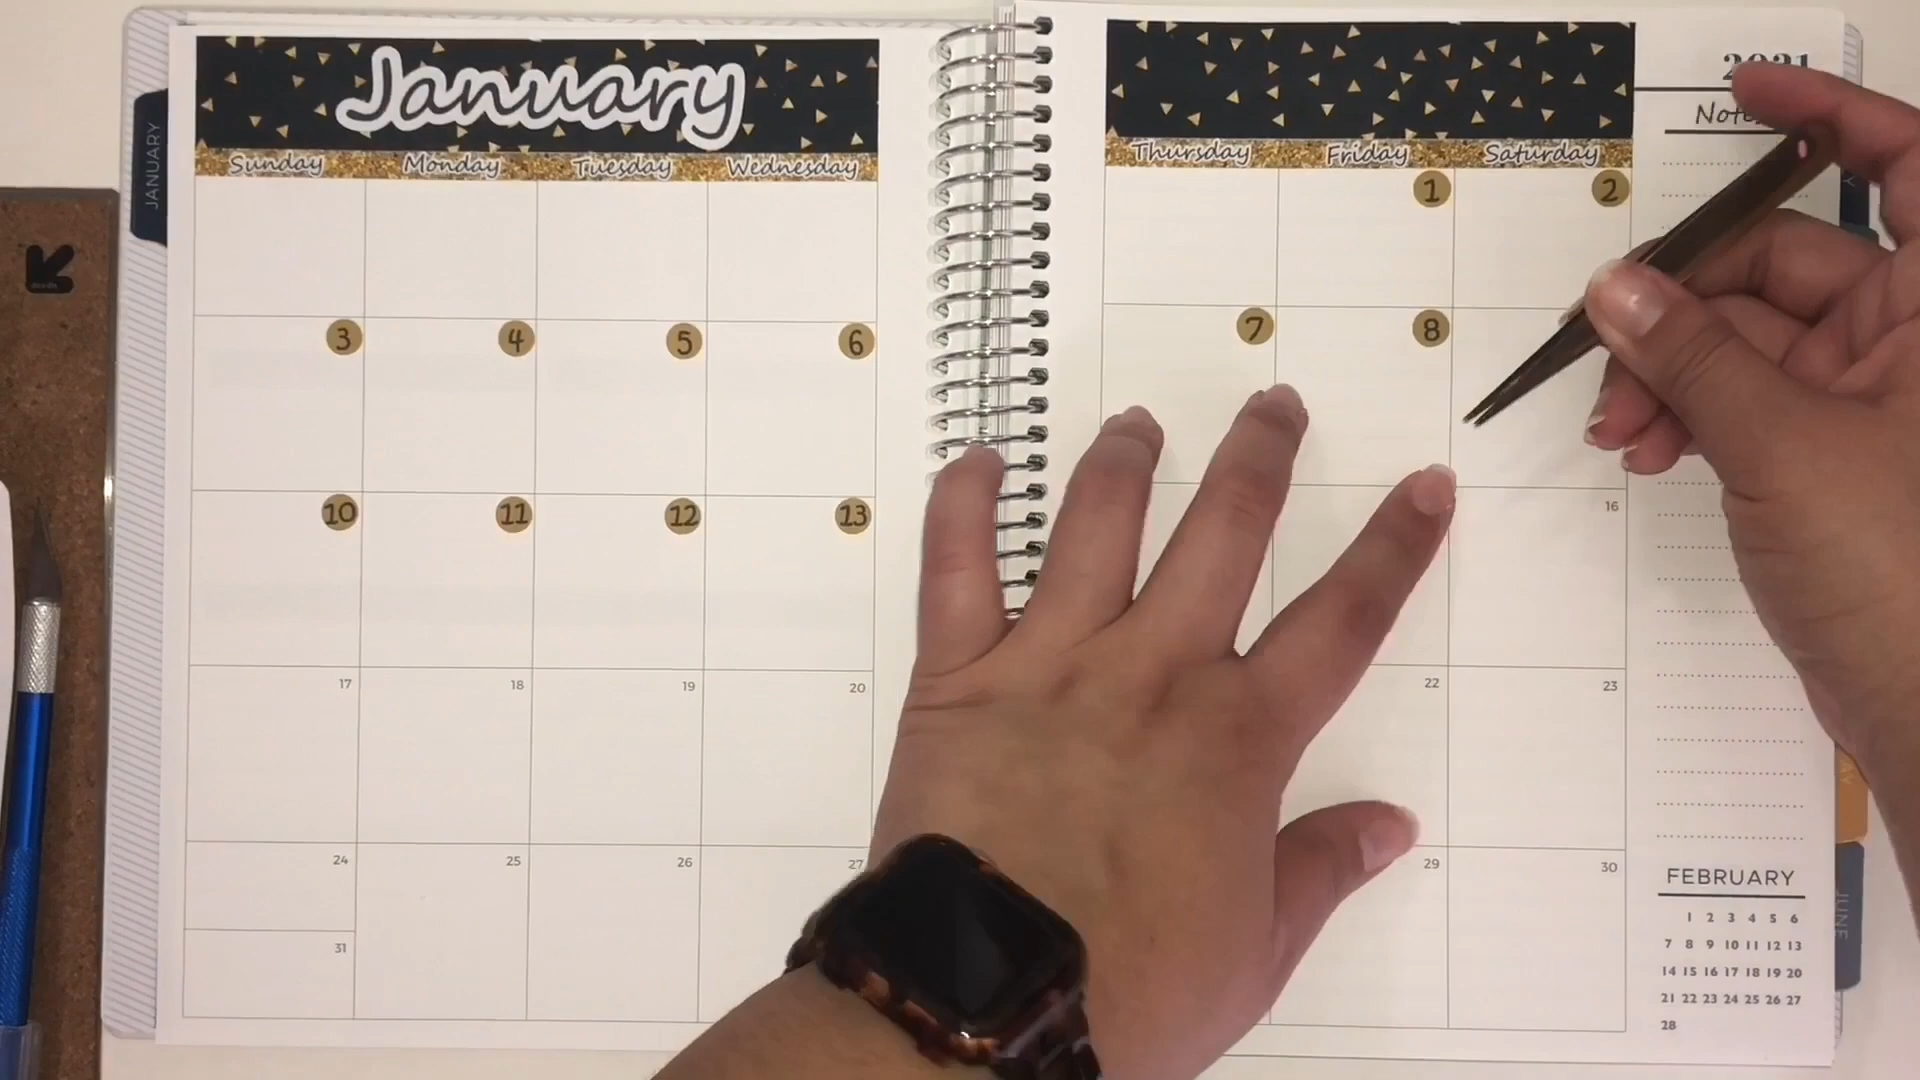 January
2021
JANUARY
Sunday Monday Tuesday Wednesday Thursday Friday Saturday
1 2
3 4 5 6 7 8
10 11 12 13 16
17 18 19 20 22 23
24 25 26 27 29 30
31
FEBRUARY
1 2 3 4 5 6
7 8 9 10 11 12 13
14 15 16 17 18 19 20
21 22 23 24 25 26 27
28
JUNE